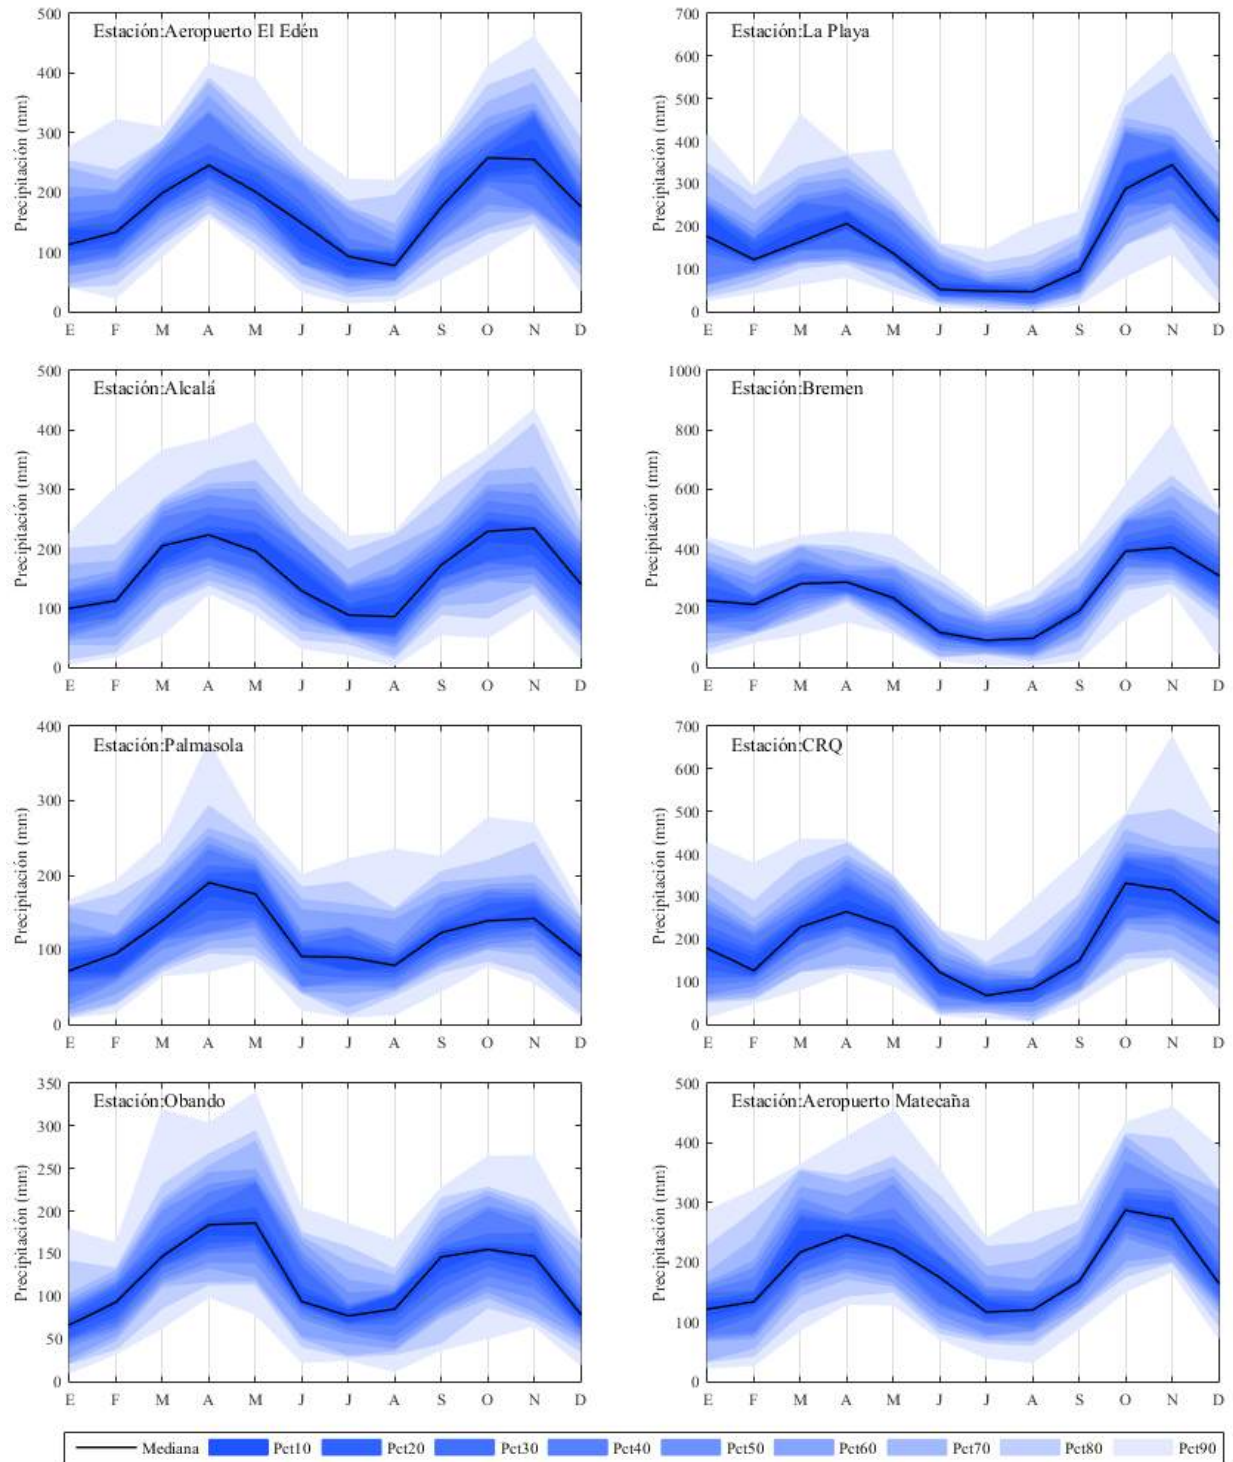 Estación:Aeropuerto El Edén
Precipitación (mm)
500
400
300
200
100
0
E F M A M J J A S O N D
Estación:La Playa
Precipitación (mm)
700
600
500
400
300
200
100
0
E F M A M J J A S O N D
Estación:Alcalá
Precipitación (mm)
500
400
300
200
100
0
E F M A M J J A S O N D
Estación:Bremen
Precipitación (mm)
1000
800
600
400
200
0
E F M A M J J A S O N D
Estación:Palmasola
Precipitación (mm)
400
300
200
100
0
E F M A M J J A S O N D
Estación:CRQ
Precipitación (mm)
700
600
500
400
300
200
100
0
E F M A M J J A S O N D
Estación:Obando
Precipitación (mm)
350
300
250
200
150
100
50
0
E F M A M J J A S O N D
Estación:Aeropuerto Matecaña
Precipitación (mm)
500
400
300
200
100
0
E F M A M J J A S O N D
Mediana Pct10 Pct20 Pct30 Pct40 Pct50 Pct60 Pct70 Pct80 Pct90